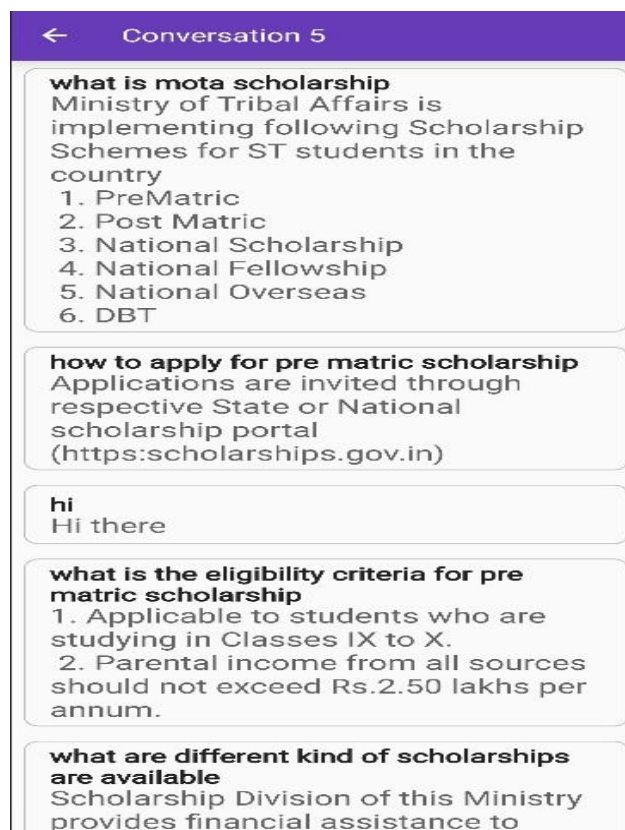 Conversation 5
what is mota scholarship
Ministry of Tribal Affairs is
implementing following Scholarship
Schemes for ST students in the
country
1. PreMatric
2. Post Matric
3. National Scholarship
4. National Fellowship
5. National Overseas
6. DBT
how to apply for pre matric scholarship
Applications are invited through
respective State or National
scholarship portal
(https:scholarships.gov.in)
hi
Hi there
what is the eligibility criteria for pre
matric scholarship
1. Applicable to students who are
studying in Classes IX to X.
2. Parental income from all sources
should not exceed Rs.2.50 lakhs per
annum.
what are different kind of scholarships
are available
Scholarship Division of this Ministry
provides financial assistance to